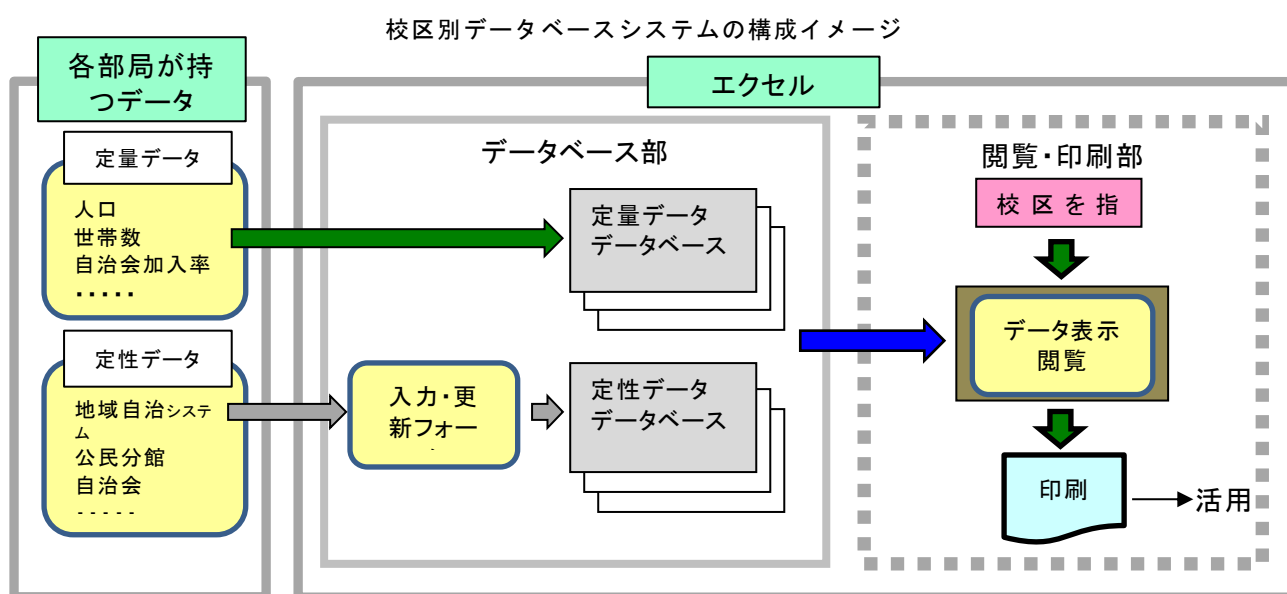 校区別データベースシステムの構成イメージ
各部局が持
つデータ
定量データ
人口
世帯数
自治会加入率
・・・・・
定性データ
地域自治システ
ム
公民分館
自治会
- - - - -
エクセル
データベース部
定量データ
データベース
入力・更
新フォー
定性データ
データベース
閲覧・印刷部
校区を指
データ表示
閲覧
印刷
活用